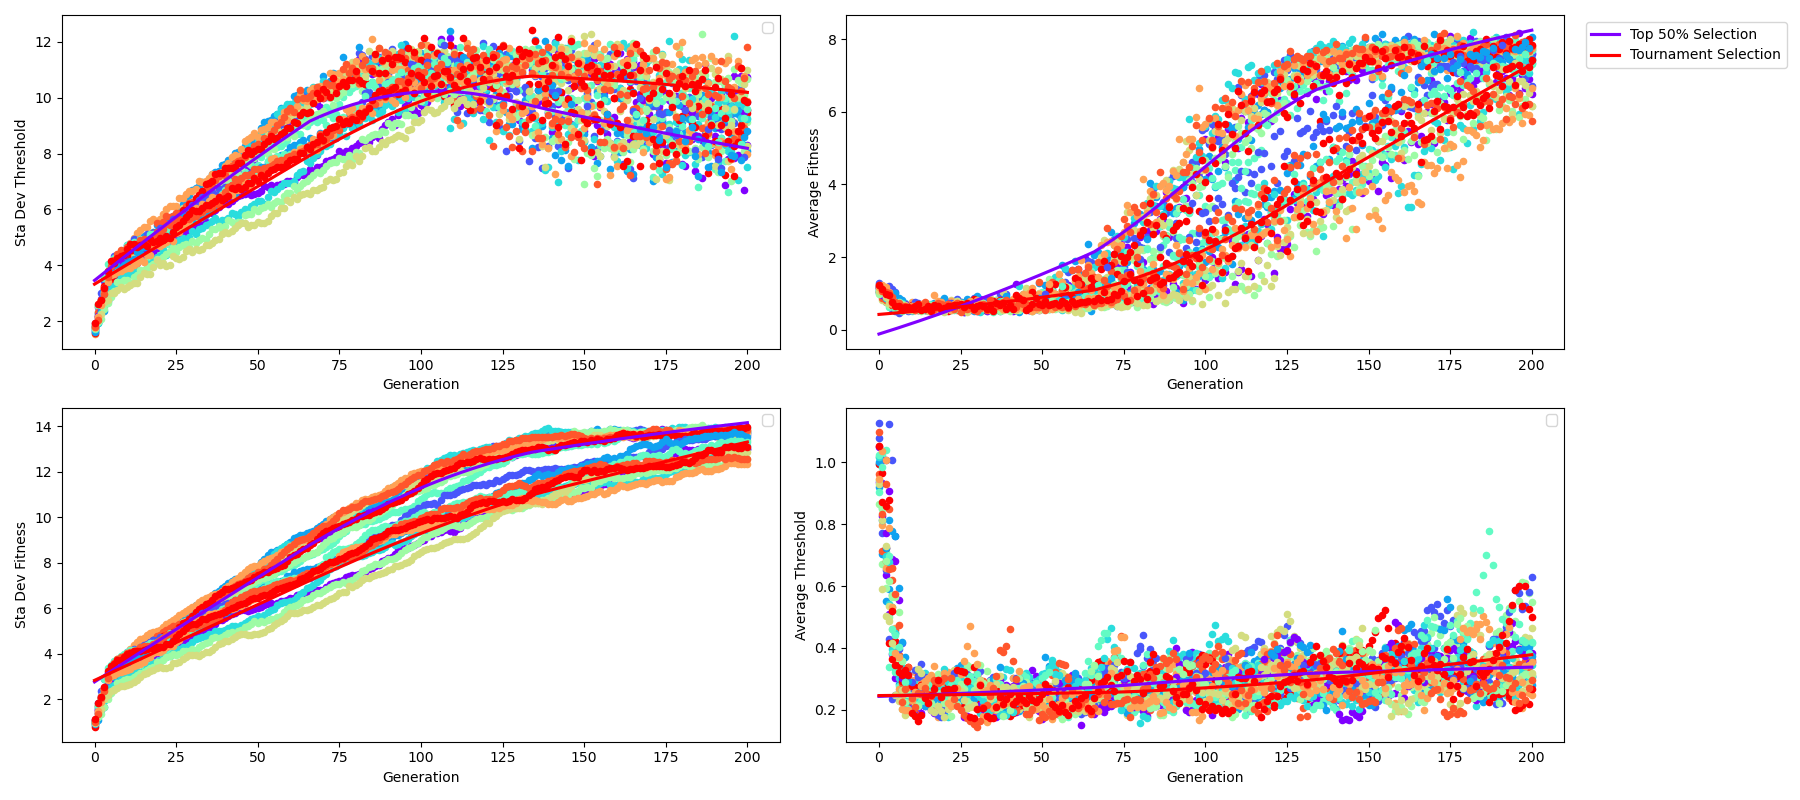 Sta Dev Threshold
12
10
8
6
4
2
0 25 50 75 100 125 150 175 200
Generation
Average Fitness
8
6
4
2
0
0 25 50 75 100 125 150 175 200
Generation
Top 50% Selection
Tournament Selection
Sta Dev Fitness
14
12
10
8
6
4
2
0 25 50 75 100 125 150 175 200
Generation
Average Threshold
1.0
0.8
0.6
0.4
0.2
0 25 50 75 100 125 150 175 200
Generation